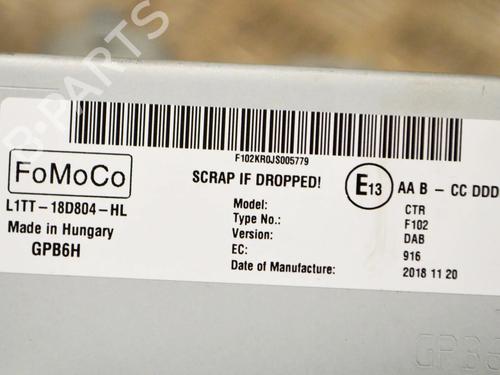 F102KR0JS005779
FoMoCo
SCRAP IF DROPPED!
E13
AA B - CC DDD
L1TT-18D804-HL
Made in Hungary
GPB6H
Model: CTR
Type No.: F102
Version: DAB
EC: 916
Date of Manufacture: 2018 11 20
B-PARTS